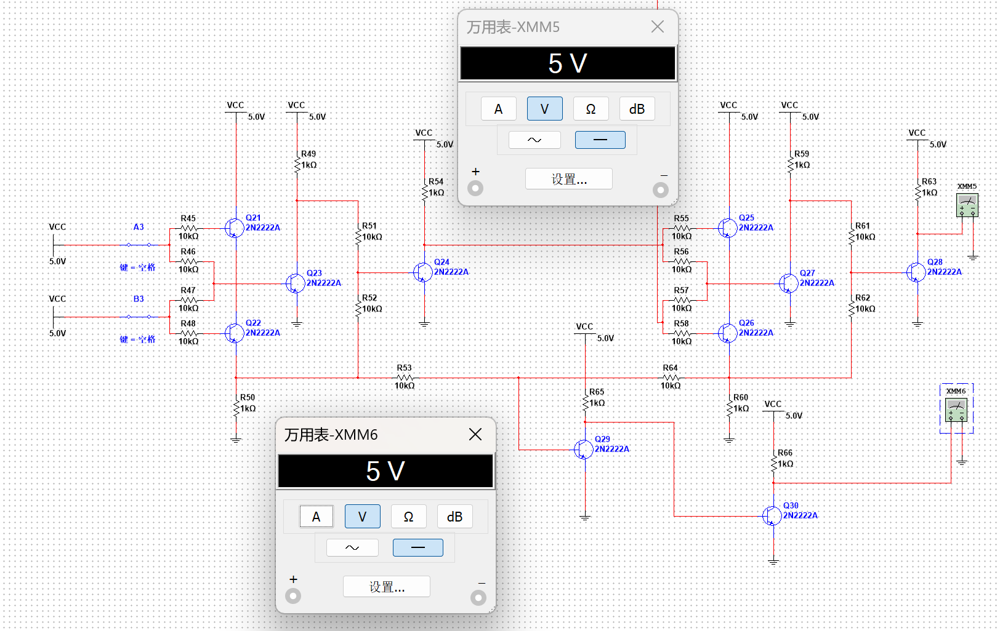 万用表-XMM5
5 V
A V Ω dB
+ 设置... −
VCC
5.0V
VCC
5.0V
VCC
5.0V
VCC
5.0V
VCC
5.0V
VCC
5.0V
R49
1kΩ
R54
1kΩ
R59
1kΩ
R63
1kΩ
XMM5
VCC
5.0V
A3
键 = 空格
R45
10kΩ
Q21
2N2222A
R46
10kΩ
R51
10kΩ
Q23
2N2222A
Q24
2N2222A
R55
10kΩ
Q25
2N2222A
R56
10kΩ
R61
10kΩ
Q27
2N2222A
Q28
2N2222A
VCC
5.0V
B3
键 = 空格
R47
10kΩ
R48
10kΩ
Q22
2N2222A
R52
10kΩ
R57
10kΩ
R58
10kΩ
Q26
2N2222A
R62
10kΩ
VCC
5.0V
R53
10kΩ
R64
10kΩ
R50
1kΩ
R65
1kΩ
R60
1kΩ
VCC
5.0V
XMM6
Q29
2N2222A
R66
1kΩ
Q30
2N2222A
万用表-XMM6
5 V
A V Ω dB
+ 设置... −